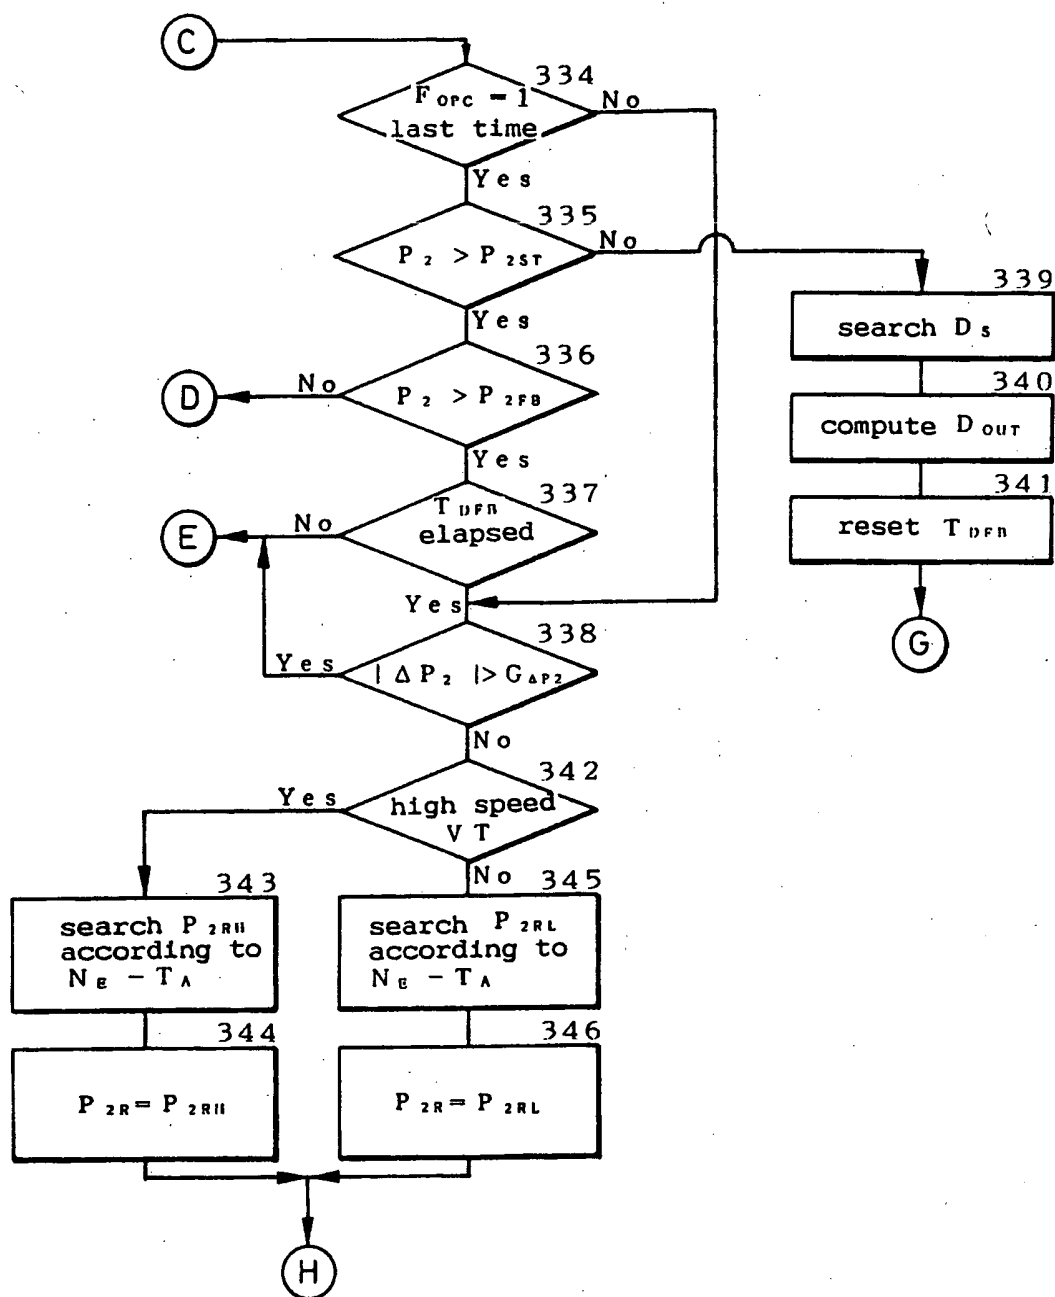 C
334
F OPC = 1
last time
No
Yes
335
P 2 > P 2ST
No
Yes
339
search D S
336
P 2 > P 2FB
No
D
340
compute D OUT
Yes
337
T DFB
elapsed
No
E
341
reset T DFB
Yes
G
338
| Δ P 2 | > G ΔP2
Yes
No
342
high speed
V T
Yes
No
343
search P 2RH
according to
N E - T A
345
search P 2RL
according to
N E - T A
344
P 2R = P 2RH
346
P 2R = P 2RL
H